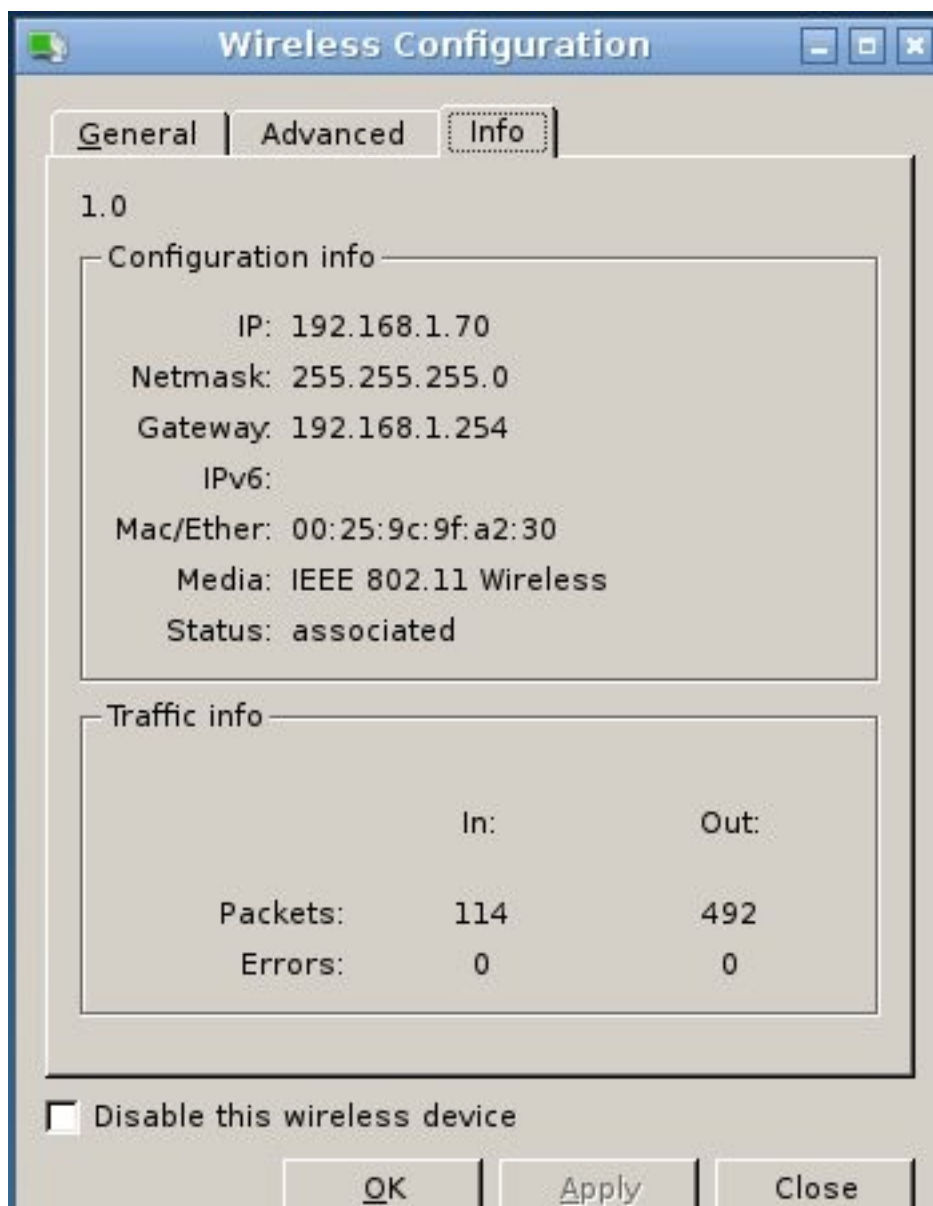 Wireless Configuration
General Advanced Info
1.0
Configuration info
IP: 192.168.1.70
Netmask: 255.255.255.0
Gateway: 192.168.1.254
IPv6:
Mac/Ether: 00:25:9c:9f:a2:30
Media: IEEE 802.11 Wireless
Status: associated
Traffic info
In: Out:
Packets: 114 492
Errors: 0 0
Disable this wireless device
OK Apply Close